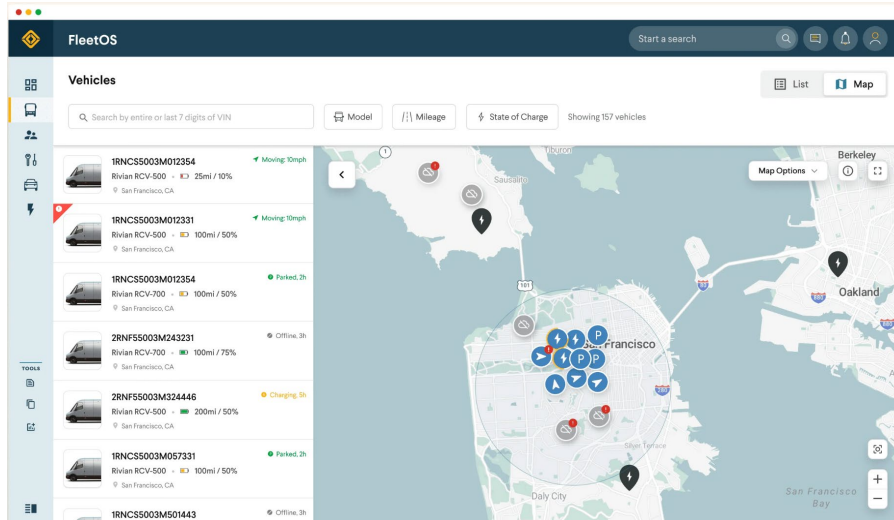 FleetOS
Start a search
Vehicles
List
Map
Search by entire or last 7 digits of VIN
Model
Mileage
State of Charge
Showing 157 vehicles
1RNCS5003M012354
Moving: 10mph
Rivian RCV-500 • 25mi / 10%
San Francisco, CA
1RNCS5003M012331
Moving: 10mph
Rivian RCV-500 • 100mi / 50%
San Francisco, CA
1RNCS5003M012354
Parked, 2h
Rivian RCV-700 • 100mi / 50%
San Francisco, CA
2RNF55003M243231
Offline, 3h
Rivian RCV-700 • 100mi / 75%
San Francisco, CA
2RNF55003M324446
Charging, 5h
Rivian RCV-500 • 200mi / 50%
San Francisco, CA
1RNCS5003M057331
Parked, 2h
Rivian RCV-500 • 100mi / 50%
San Francisco, CA
1RNCS5003M501443
Offline, 3h
TOOLS
1
Tiburon
Berkeley
Map Options
Sausalito
101
Oakland
San Francisco
P
P
P
280
Silver Terrace
Daly City
San Francisco
Bay